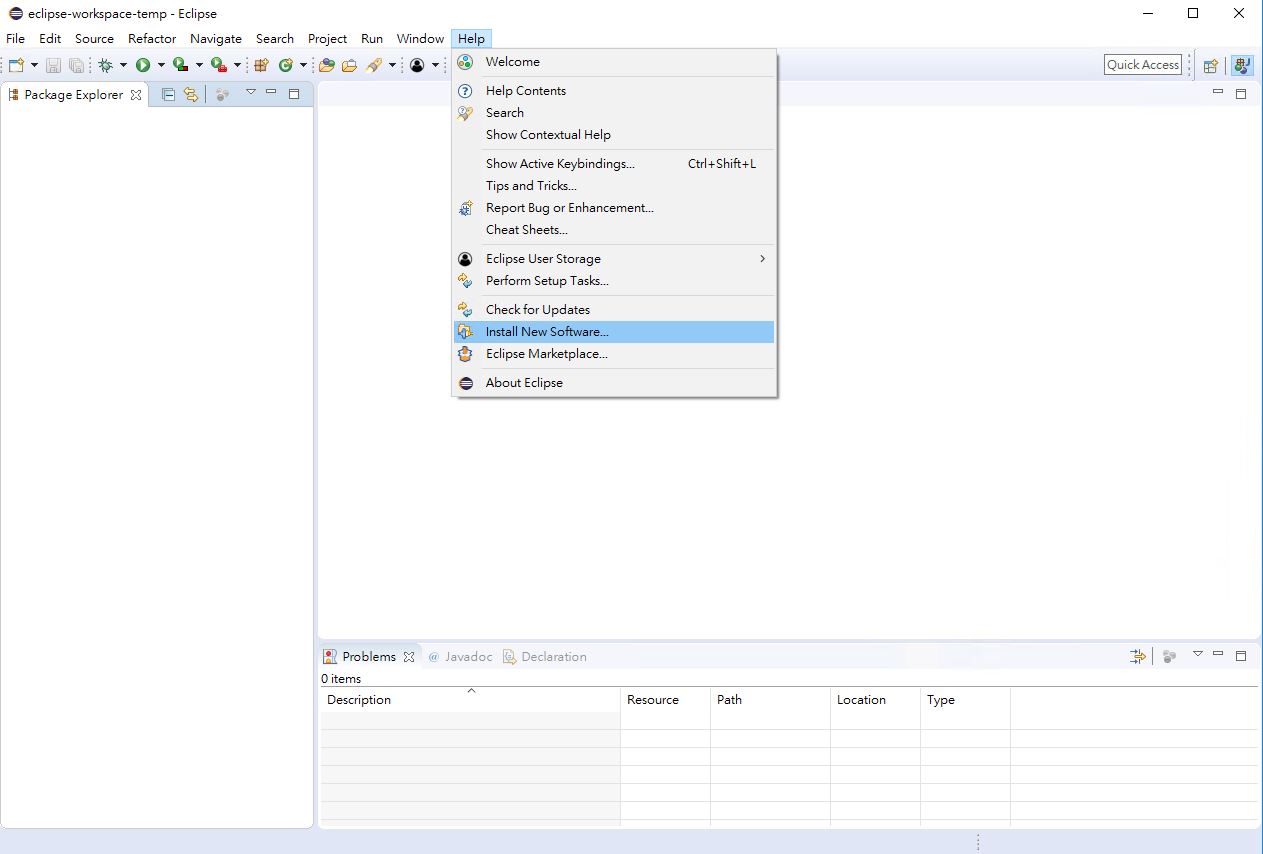 eclipse-workspace-temp - Eclipse
File Edit Source Refactor Navigate Search Project Run Window Help
Quick Access
Package Explorer
Welcome
Help Contents
Search
Show Contextual Help
Show Active Keybindings... Ctrl+Shift+L
Tips and Tricks...
Report Bug or Enhancement...
Cheat Sheets...
Eclipse User Storage
Perform Setup Tasks...
Check for Updates
Install New Software...
Eclipse Marketplace...
About Eclipse
Problems @ Javadoc Declaration
0 items
Description Resource Path Location Type